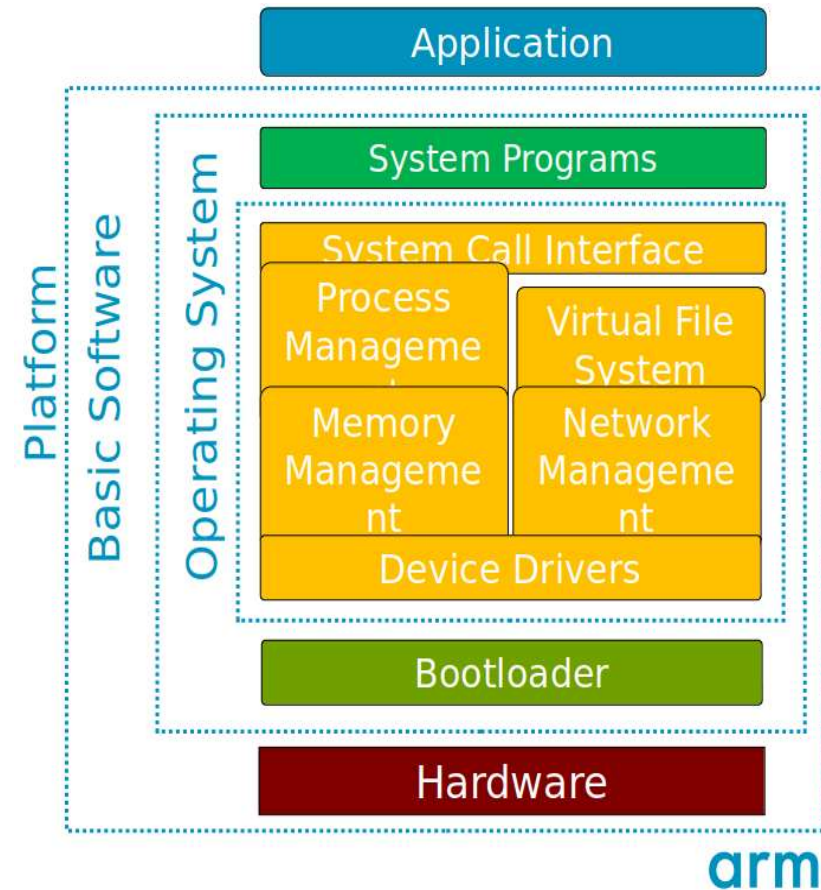 Application
System Programs
System Call Interface
Process
Manageme
Virtual File
System
Memory
Manageme
nt
Network
Manageme
nt
Device Drivers
Bootloader
Hardware
Platform
Basic Software
Operating System
arm